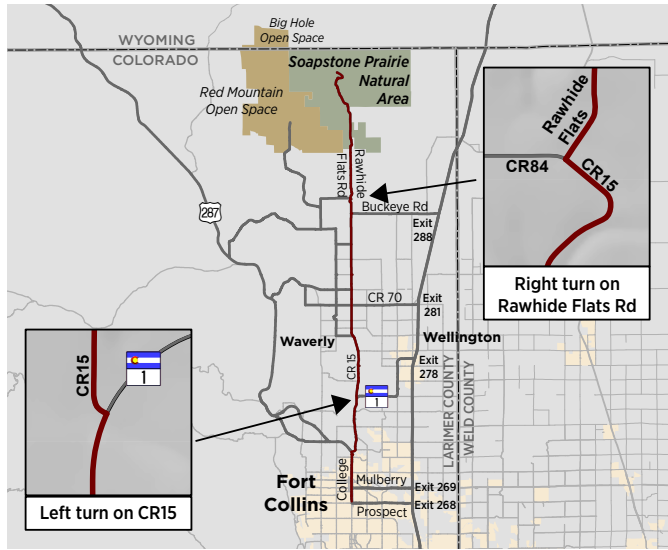 Big Hole
Open Space
WYOMING
COLORADO
Soapstone Prairie
Natural
Area
Red Mountain
Open Space
Rawhide
Flats
CR84
CR15
Right turn on
Rawhide Flats Rd
Rawhide
Flats Rd
287
Buckeye Rd
Exit
288
CR 70
Exit
281
Waverly
Wellington
CR 15
Exit
278
1
LARIMER COUNTY
WELD COUNTY
CR15
1
Left turn on CR15
Fort
Collins
College
Mulberry
Exit 269
Prospect
Exit 268